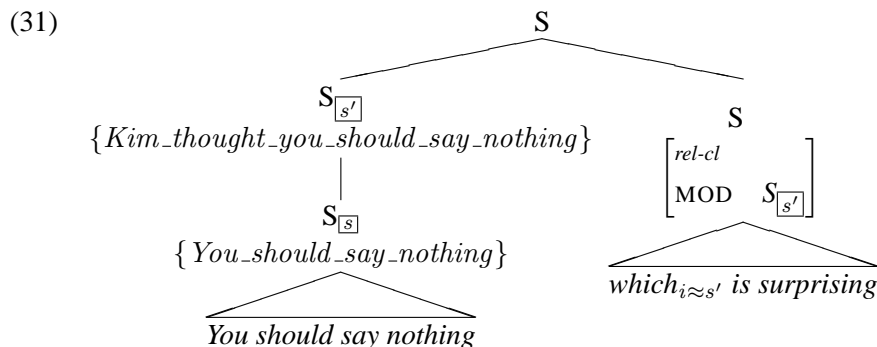 (31)
S
S s′
{Kim_thought_you_should_say_nothing}
S
rel-cl
MOD S s′
S s
{You_should_say_nothing}
which i≈s′ is surprising
You should say nothing